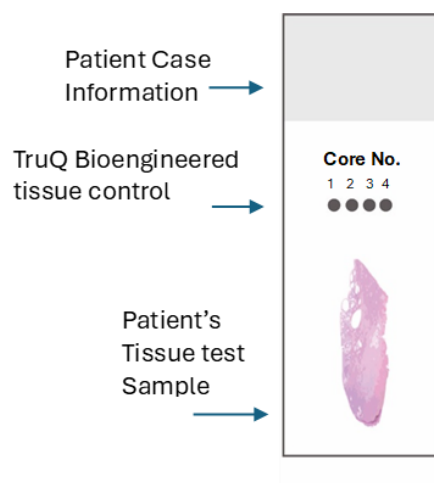 Patient Case
Information
TruQ Bioengineered
tissue control
Core No.
1 2 3 4
Patient's
Tissue test
Sample